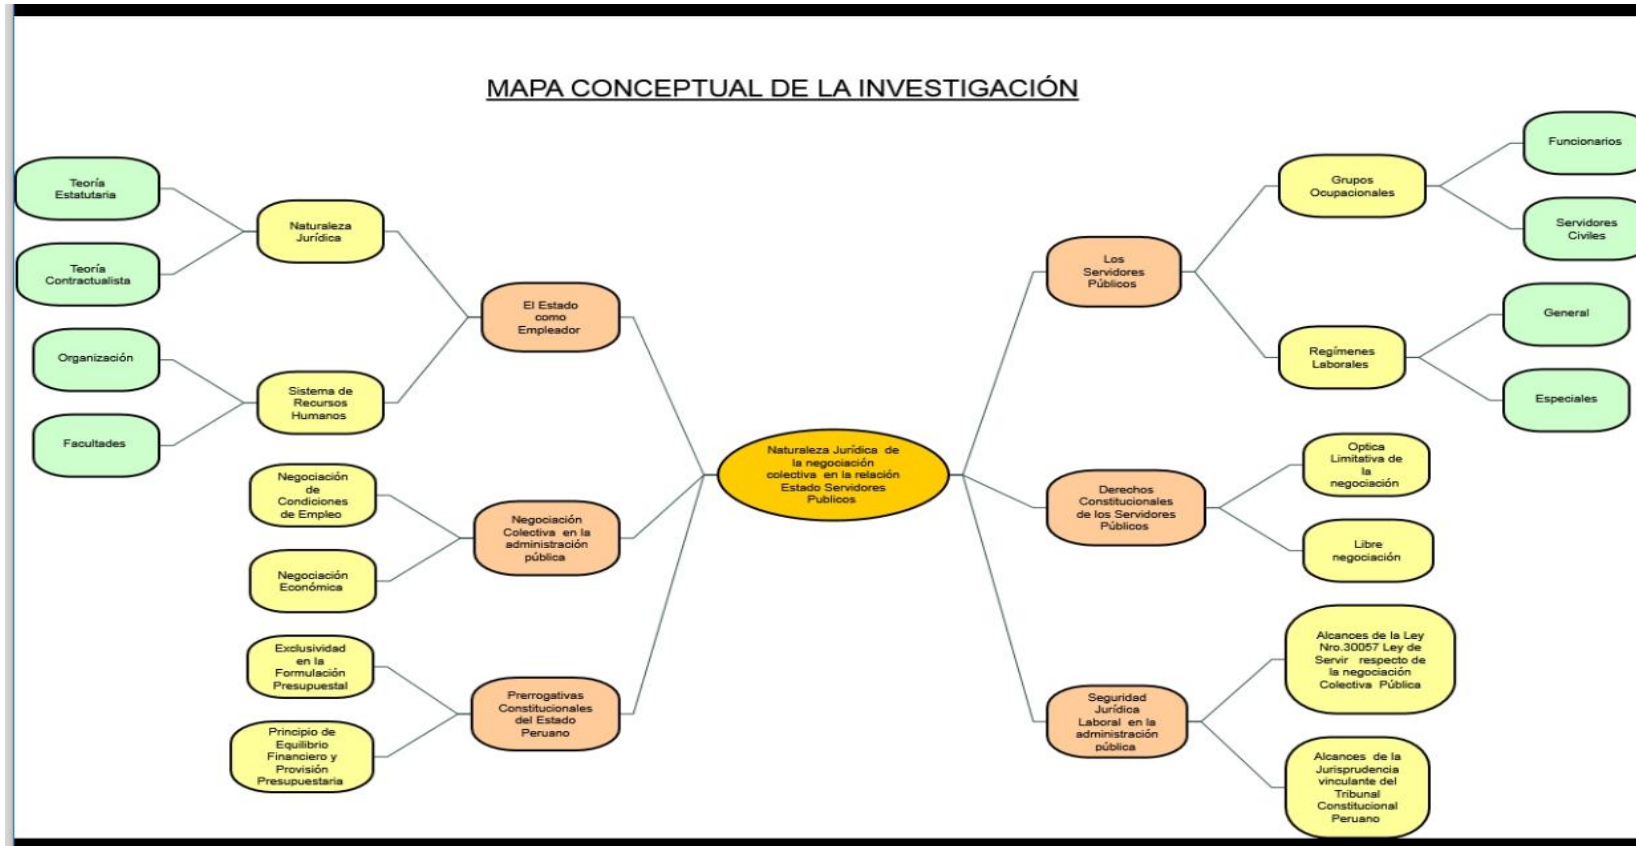 MAPA CONCEPTUAL DE LA INVESTIGACIÓN
Teoría
Estatutaria
Teoría
Contractualista
Naturaleza
Jurídica
Organización
Facultades
Sistema de
Recursos
Humanos
El Estado
como
Empleador
Negociación
de
Condiciones
de Empleo
Negociación
Económica
Negociación
Colectiva en la
administración
pública
Exclusividad
en la
Formulación
Presupuestal
Principio de
Equilibrio
Financiero y
Provisión
Presupuestaria
Prerrogativas
Constitucionales
del Estado
Peruano
Naturaleza Jurídica de
la negociación
colectiva en la relación
Estado Servidores
Publicos
Los
Servidores
Públicos
Grupos
Ocupacionales
Funcionarios
Servidores
Civiles
Regímenes
Laborales
General
Especiales
Derechos
Constitucionales
de los Servidores
Públicos
Optica
Limitativa de
la
negociación
Libre
negociación
Seguridad
Jurídica
Laboral en la
administración
pública
Alcances de la Ley
Nro.30057 Ley de
Servir respecto de
la negociación
Colectiva Pública
Alcances de la
Jurisprudencia
vinculante del
Tribunal
Constitucional
Peruano